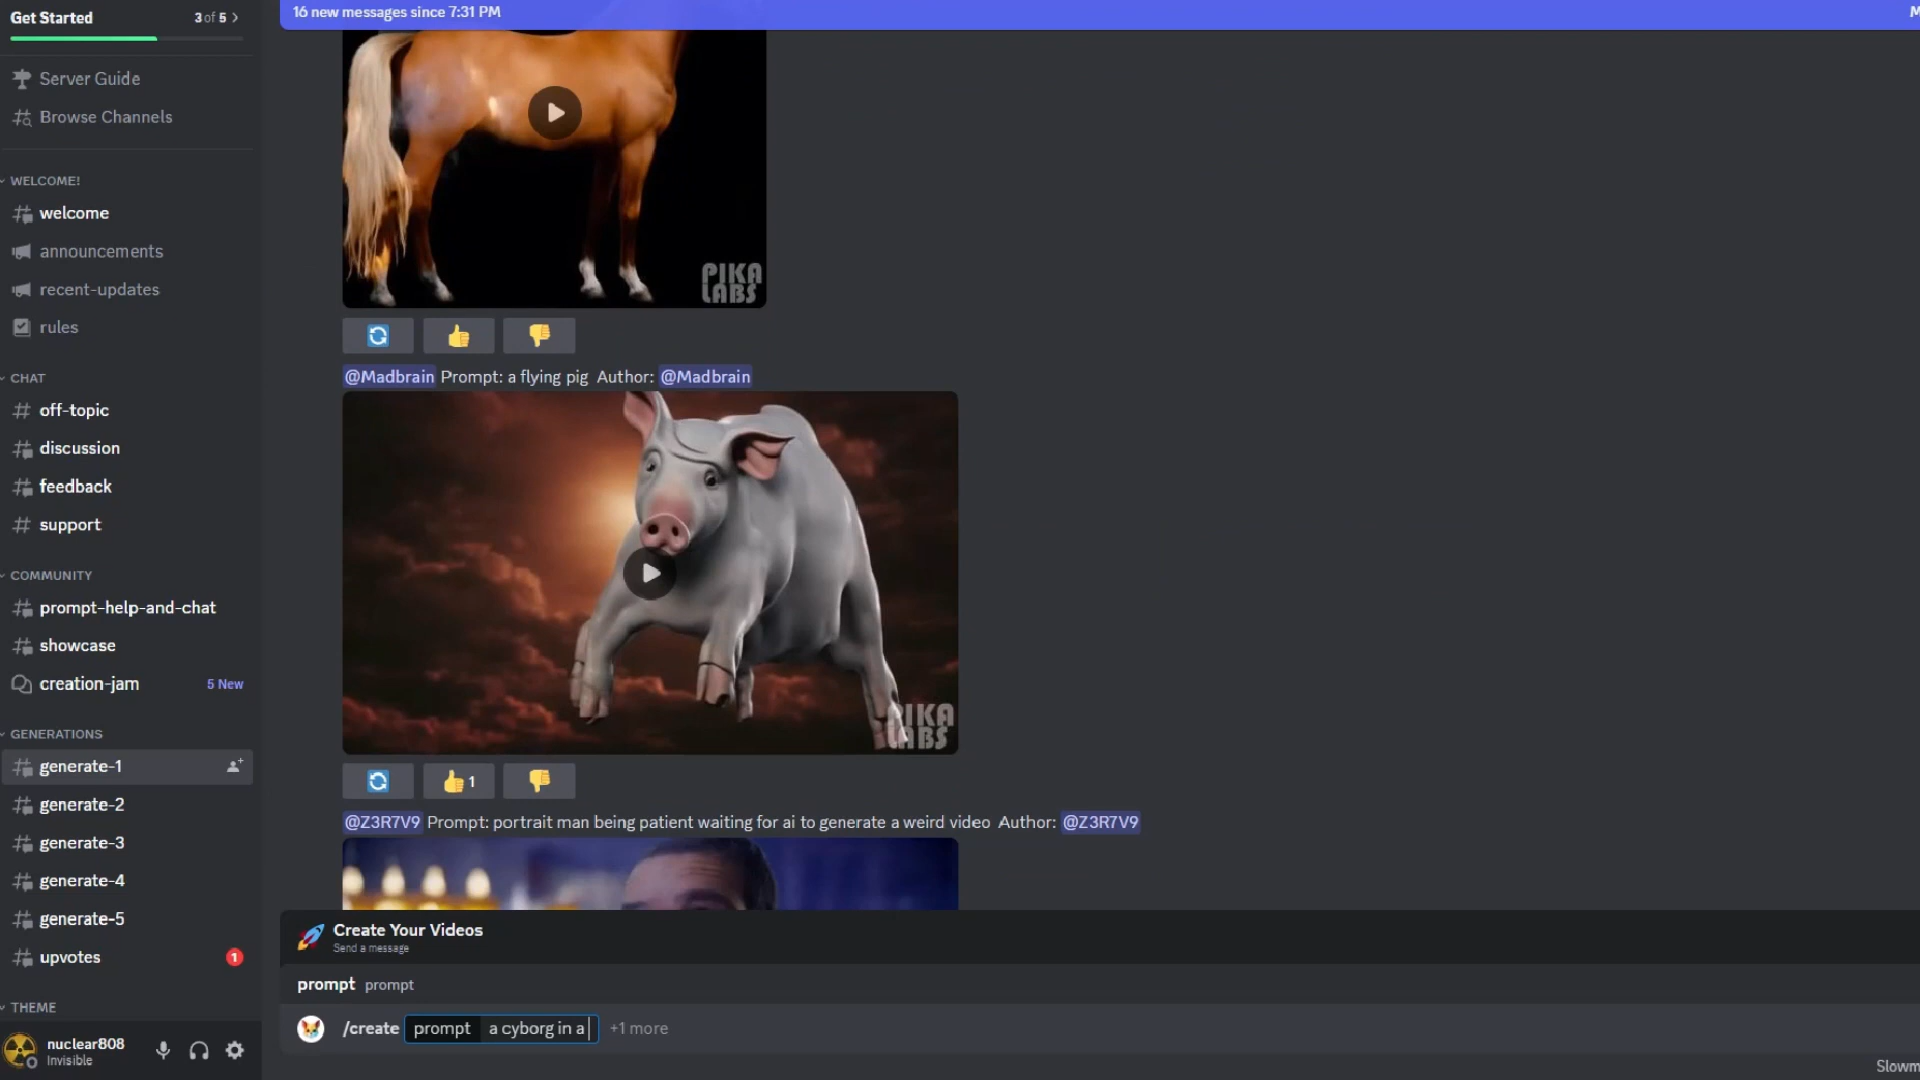 Get Started 3 of 5
Server Guide
Browse Channels
WELCOME!
welcome
announcements
recent-updates
rules
CHAT
off-topic
discussion
feedback
support
COMMUNITY
prompt-help-and-chat
showcase
creation-jam 5 New
GENERATIONS
generate-1
generate-2
generate-3
generate-4
generate-5
upvotes 1
THEME
nuclear808
Invisible
16 new messages since 7:31 PM
PIKA
LABS
@Madbrain Prompt: a flying pig Author: @Madbrain
PIKA
LABS
1
@Z3R7V9 Prompt: portrait man being patient waiting for ai to generate a weird video Author: @Z3R7V9
Create Your Videos
Send a message
prompt prompt
/create prompt a cyborg in a +1 more